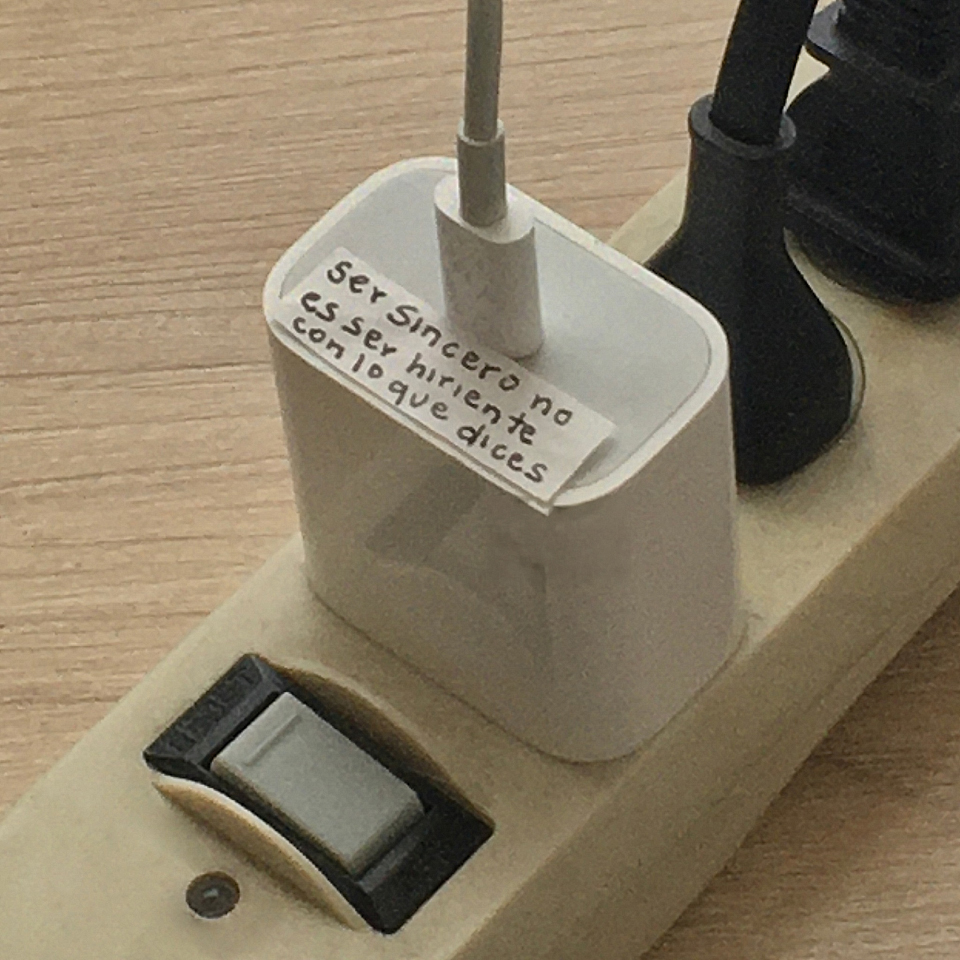 ser sincero no
es ser hiriente
con lo que dices